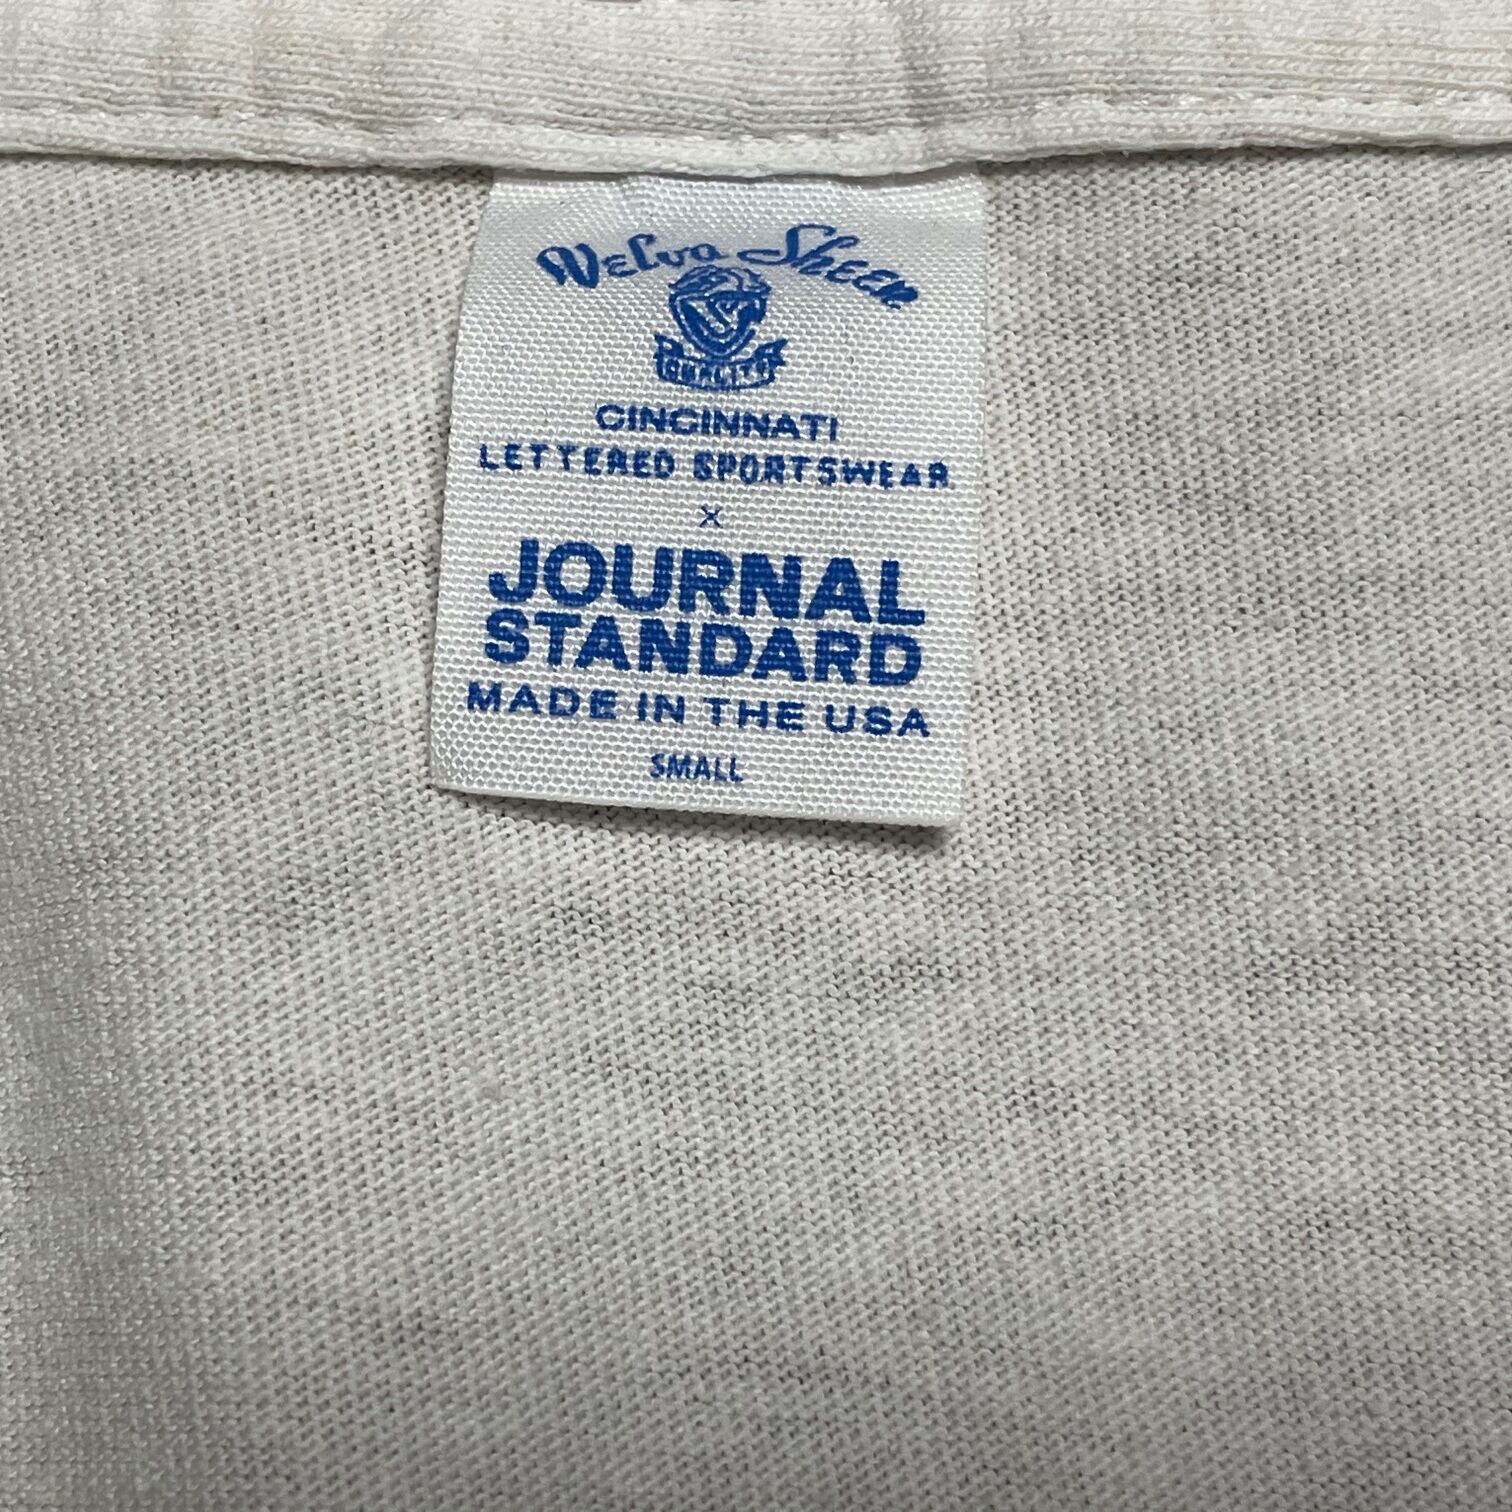 Velva Sheen
QUALITY
CINCINNATI
LETTERED SPORTSWEAR
X
JOURNAL
STANDARD
MADE IN THE USA
SMALL